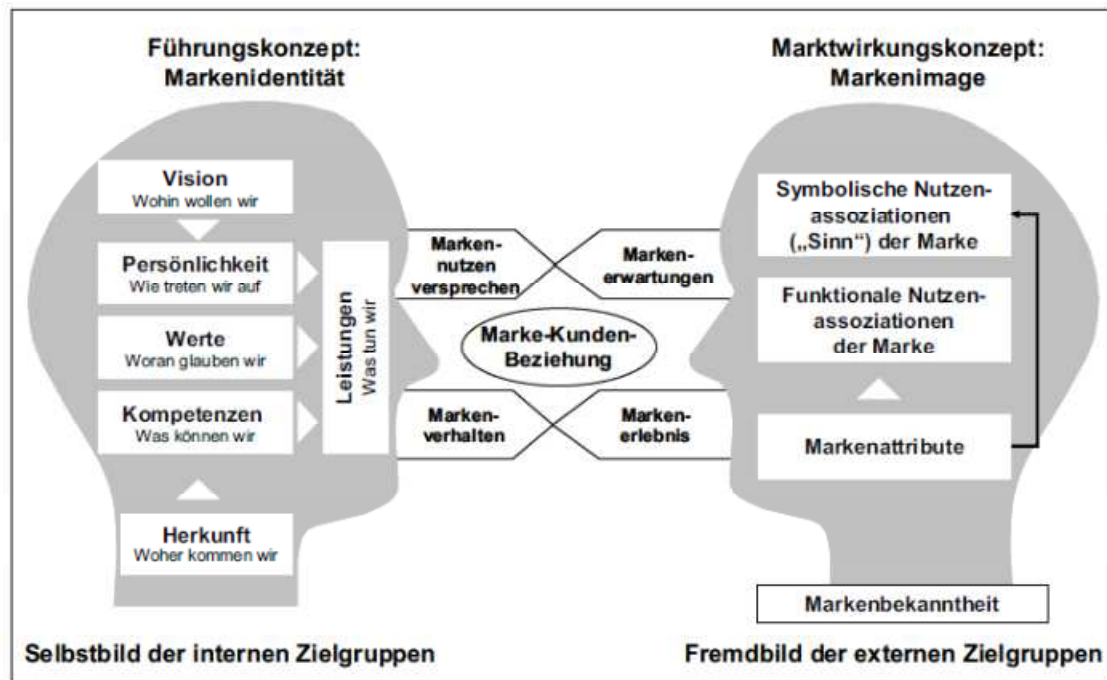 Führungskonzept:
Markenidentität
Vision
Wohin wollen wir
Persönlichkeit
Wie treten wir auf
Werte
Woran glauben wir
Kompetenzen
Was können wir
Herkunft
Woher kommen wir
Leistungen
Was tun wir
Marken-
nutzen
versprechen
Marken-
erwartungen
Marke-Kunden-
Beziehung
Marken-
verhalten
Marken-
erlebnis
Marktwirkungskonzept:
Markenimage
Symbolische Nutzen-
assoziationen
(„Sinn“) der Marke
Funktionale Nutzen-
assoziationen
der Marke
Markenattribute
Markenbekanntheit
Selbstbild der internen Zielgruppen
Fremdbild der externen Zielgruppen